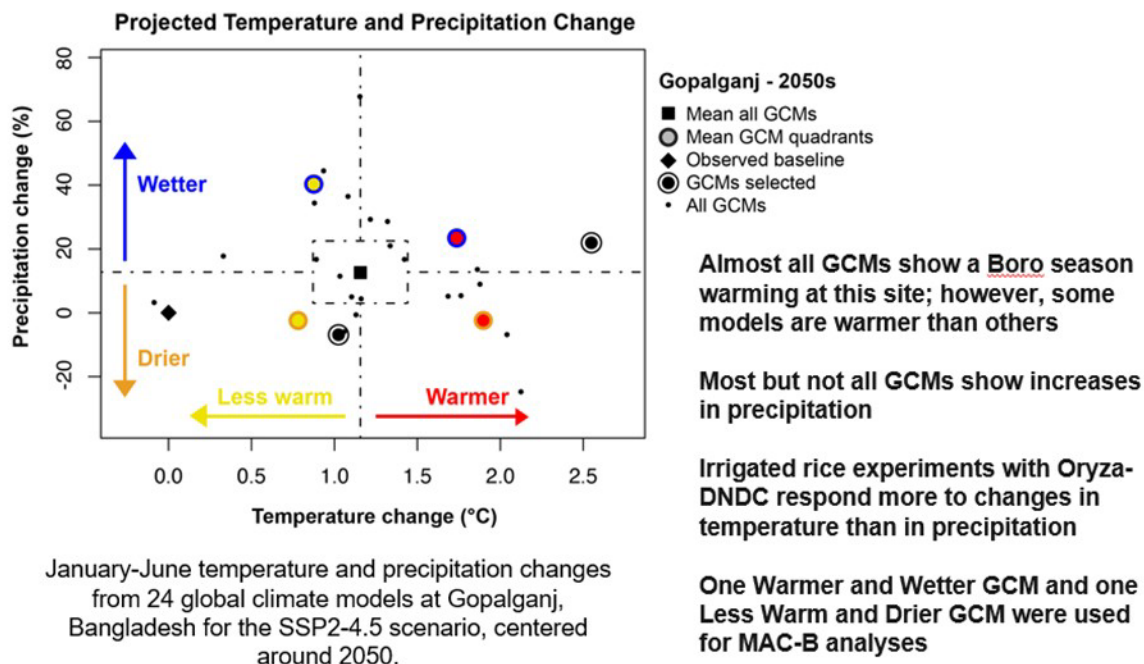 Projected Temperature and Precipitation Change
Precipitation change (%)
80
60
40
20
0
-20
Wetter
Drier
Less warm
Warmer
0.0 0.5 1.0 1.5 2.0 2.5
Temperature change (°C)
Gopalganj - 2050s
Mean all GCMs
Mean GCM quadrants
Observed baseline
GCMs selected
All GCMs
January-June temperature and precipitation changes
from 24 global climate models at Gopalganj,
Bangladesh for the SSP2-4.5 scenario, centered
around 2050.
Almost all GCMs show a Boro season
warming at this site; however, some
models are warmer than others
Most but not all GCMs show increases
in precipitation
Irrigated rice experiments with Oryza-
DNDC respond more to changes in
temperature than in precipitation
One Warmer and Wetter GCM and one
Less Warm and Drier GCM were used
for MAC-B analyses